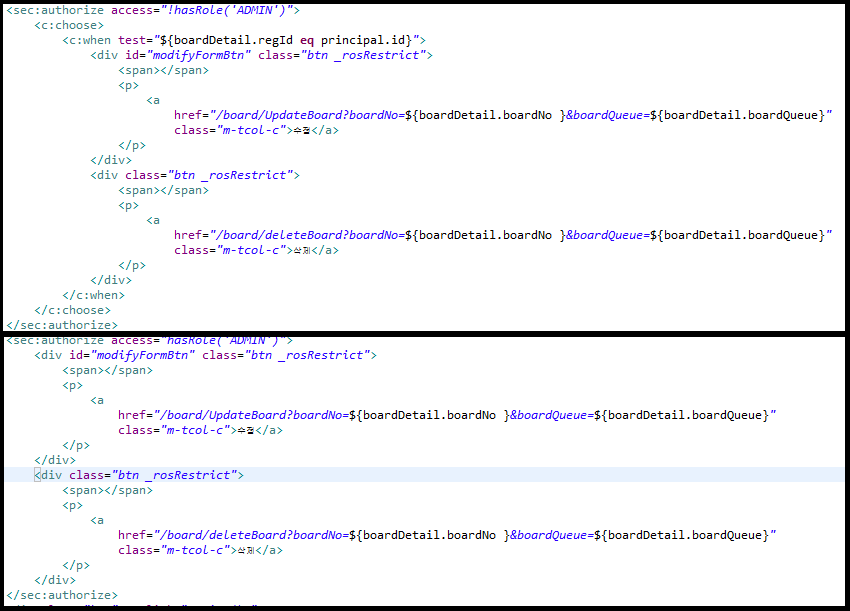 <sec:authorize access="!hasRole('ADMIN')">
<c:choose>
<c:when test="${boardDetail.regId eq principal.id}">
<div id="modifyFormBtn" class="btn _rosRestrict">
<span></span>
<p>
<a
href="/board/UpdateBoard?boardNo=${boardDetail.boardNo }&boardQueue=${boardDetail.boardQueue}"
class="m-tcol-c">수정</a>
</p>
</div>
<div class="btn _rosRestrict">
<span></span>
<p>
<a
href="/board/deleteBoard?boardNo=${boardDetail.boardNo }&boardQueue=${boardDetail.boardQueue}"
class="m-tcol-c">삭제</a>
</p>
</div>
</c:when>
</c:choose>
</sec:authorize>
<sec:authorize access="hasRole('ADMIN')">
<div id="modifyFormBtn" class="btn _rosRestrict">
<span></span>
<p>
<a
href="/board/UpdateBoard?boardNo=${boardDetail.boardNo }&boardQueue=${boardDetail.boardQueue}"
class="m-tcol-c">수정</a>
</p>
</div>
<div class="btn _rosRestrict">
<span></span>
<p>
<a
href="/board/deleteBoard?boardNo=${boardDetail.boardNo }&boardQueue=${boardDetail.boardQueue}"
class="m-tcol-c">삭제</a>
</p>
</div>
</sec:authorize>